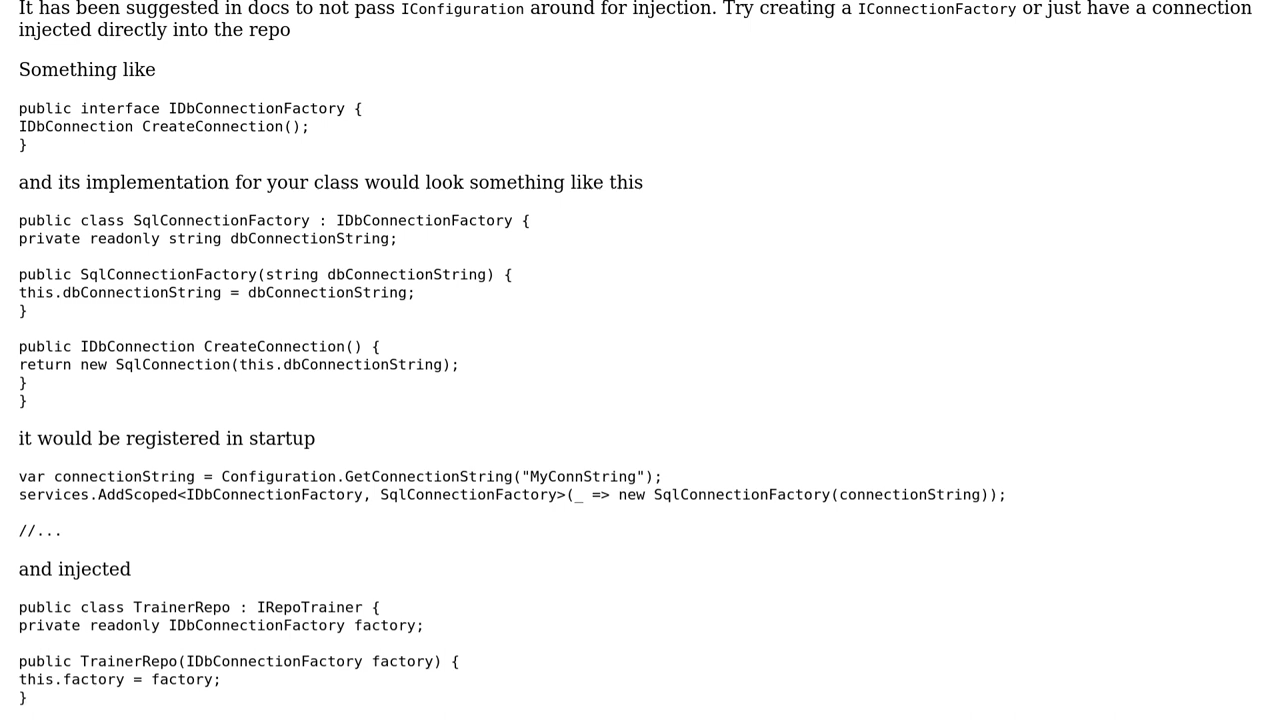 It has been suggested in docs to not pass IConfiguration around for injection. Try creating a IConnectionFactory or just have a connection
injected directly into the repo
Something like
public interface IDbConnectionFactory {
IDbConnection CreateConnection();
}
and its implementation for your class would look something like this
public class SqlConnectionFactory : IDbConnectionFactory {
private readonly string dbConnectionString;
public SqlConnectionFactory(string dbConnectionString) {
this.dbConnectionString = dbConnectionString;
}
public IDbConnection CreateConnection() {
return new SqlConnection(this.dbConnectionString);
}
}
it would be registered in startup
var connectionString = Configuration.GetConnectionString("MyConnString");
services.AddScoped<IDbConnectionFactory, SqlConnectionFactory>(_ => new SqlConnectionFactory(connectionString));
//...
and injected
public class TrainerRepo : IRepoTrainer {
private readonly IDbConnectionFactory factory;
public TrainerRepo(IDbConnectionFactory factory) {
this.factory = factory;
}